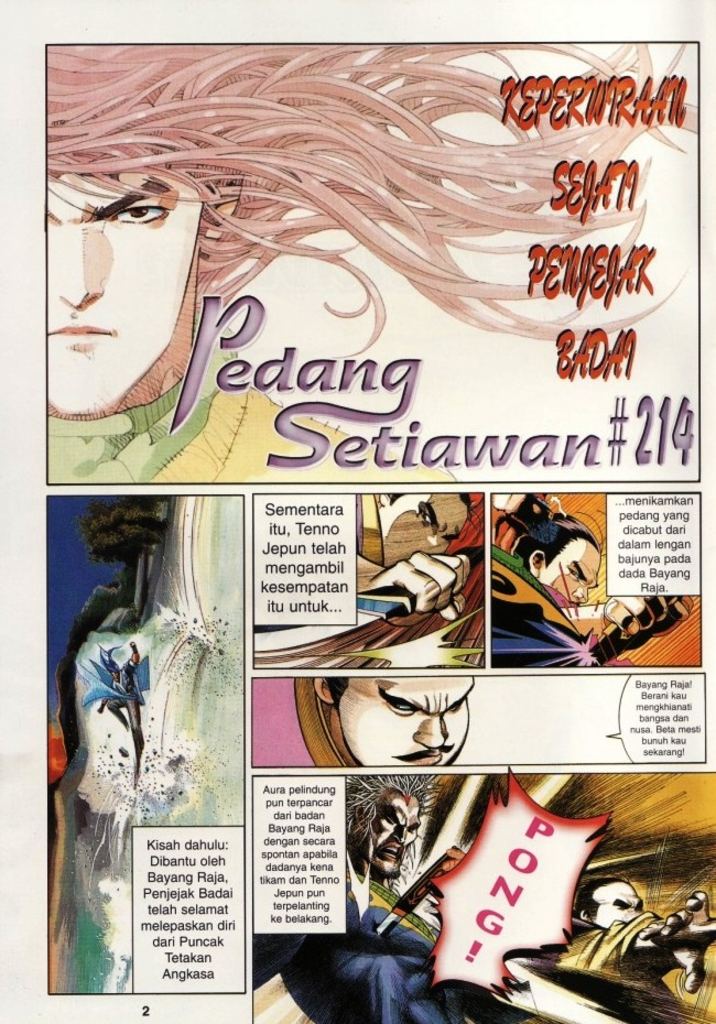 KEPERWIRAAN
SEJATI
PENJEJAK
BADAI
Pedang
Setiawan #214
Sementara
itu, Tenno
Jepun telah
mengambil
kesempatan
itu untuk...
...menikamkan
pedang yang
dicabut dari
dalam lengan
bajunya pada
dada Bayang
Raja.
Bayang Raja!
Berani kau
mengkhianati
bangsa dan
nusa. Beta mesti
bunuh kau
sekarang!
Kisah dahulu:
Dibantu oleh
Bayang Raja,
Penjejak Badai
telah selamat
melepaskan diri
dari Puncak
Tetakan
Angkasa
Aura pelindung
pun terpancar
dari badan
Bayang Raja
dengan secara
spontan apabila
dadanya kena
tikam dan Tenno
Jepun pun
terpelanting
ke belakang.
PONG!
2